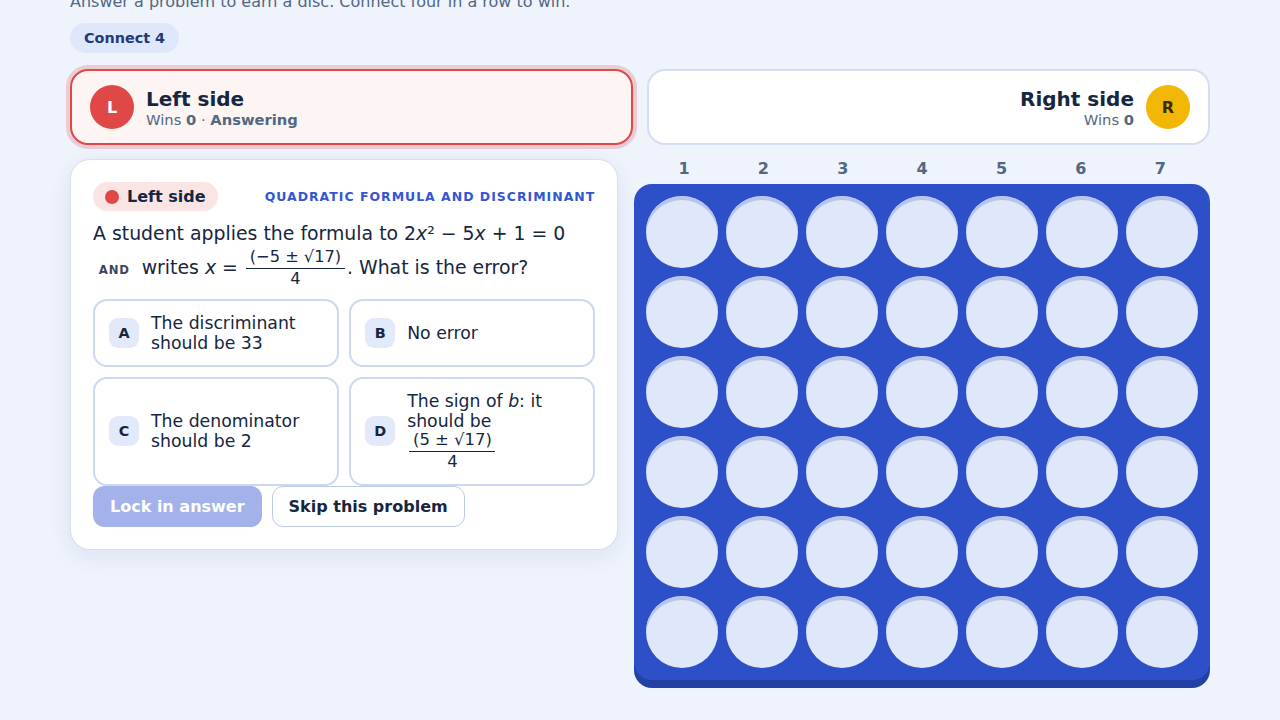 Answer a problem to earn a disc. Connect four in a row to win.
Connect 4
L
Left side
Wins 0 · Answering
Right side
Wins 0
R
Left side
QUADRATIC FORMULA AND DISCRIMINANT
A student applies the formula to 2x² − 5x + 1 = 0
AND writes x = (−5 ± √17)/4. What is the error?
A
The discriminant
should be 33
B
No error
C
The denominator
should be 2
D
The sign of b: it
should be
(5 ± √17)
4
Lock in answer
Skip this problem
1 2 3 4 5 6 7